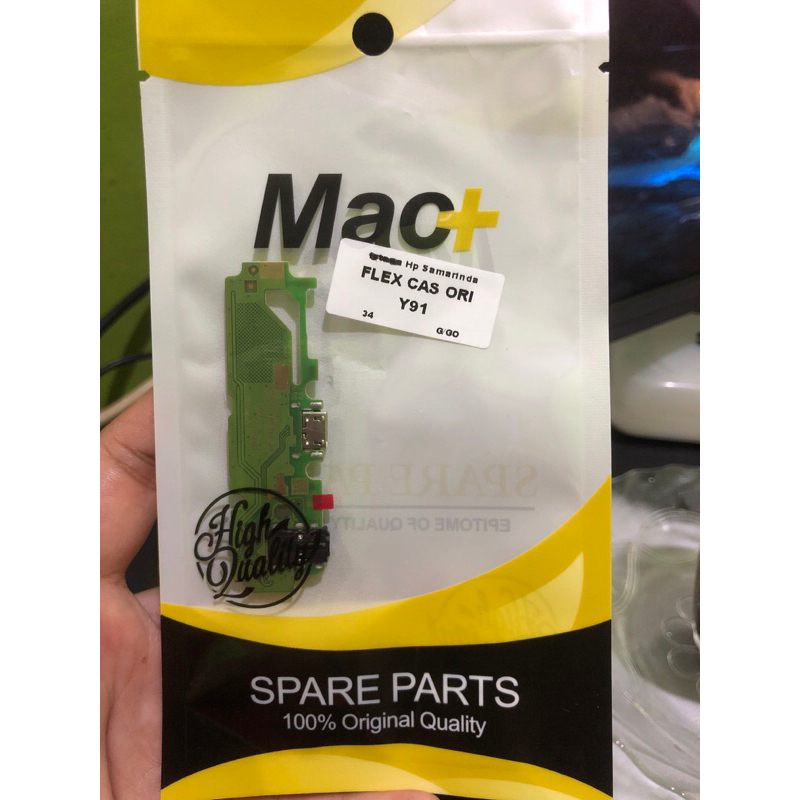 Mac+
Hp Samarinda
FLEX CAS ORI
Y91
34
G/GO
SPARE PA
EPITOME OF QUALITY
High
Quality
SPARE PARTS
100% Original Quality